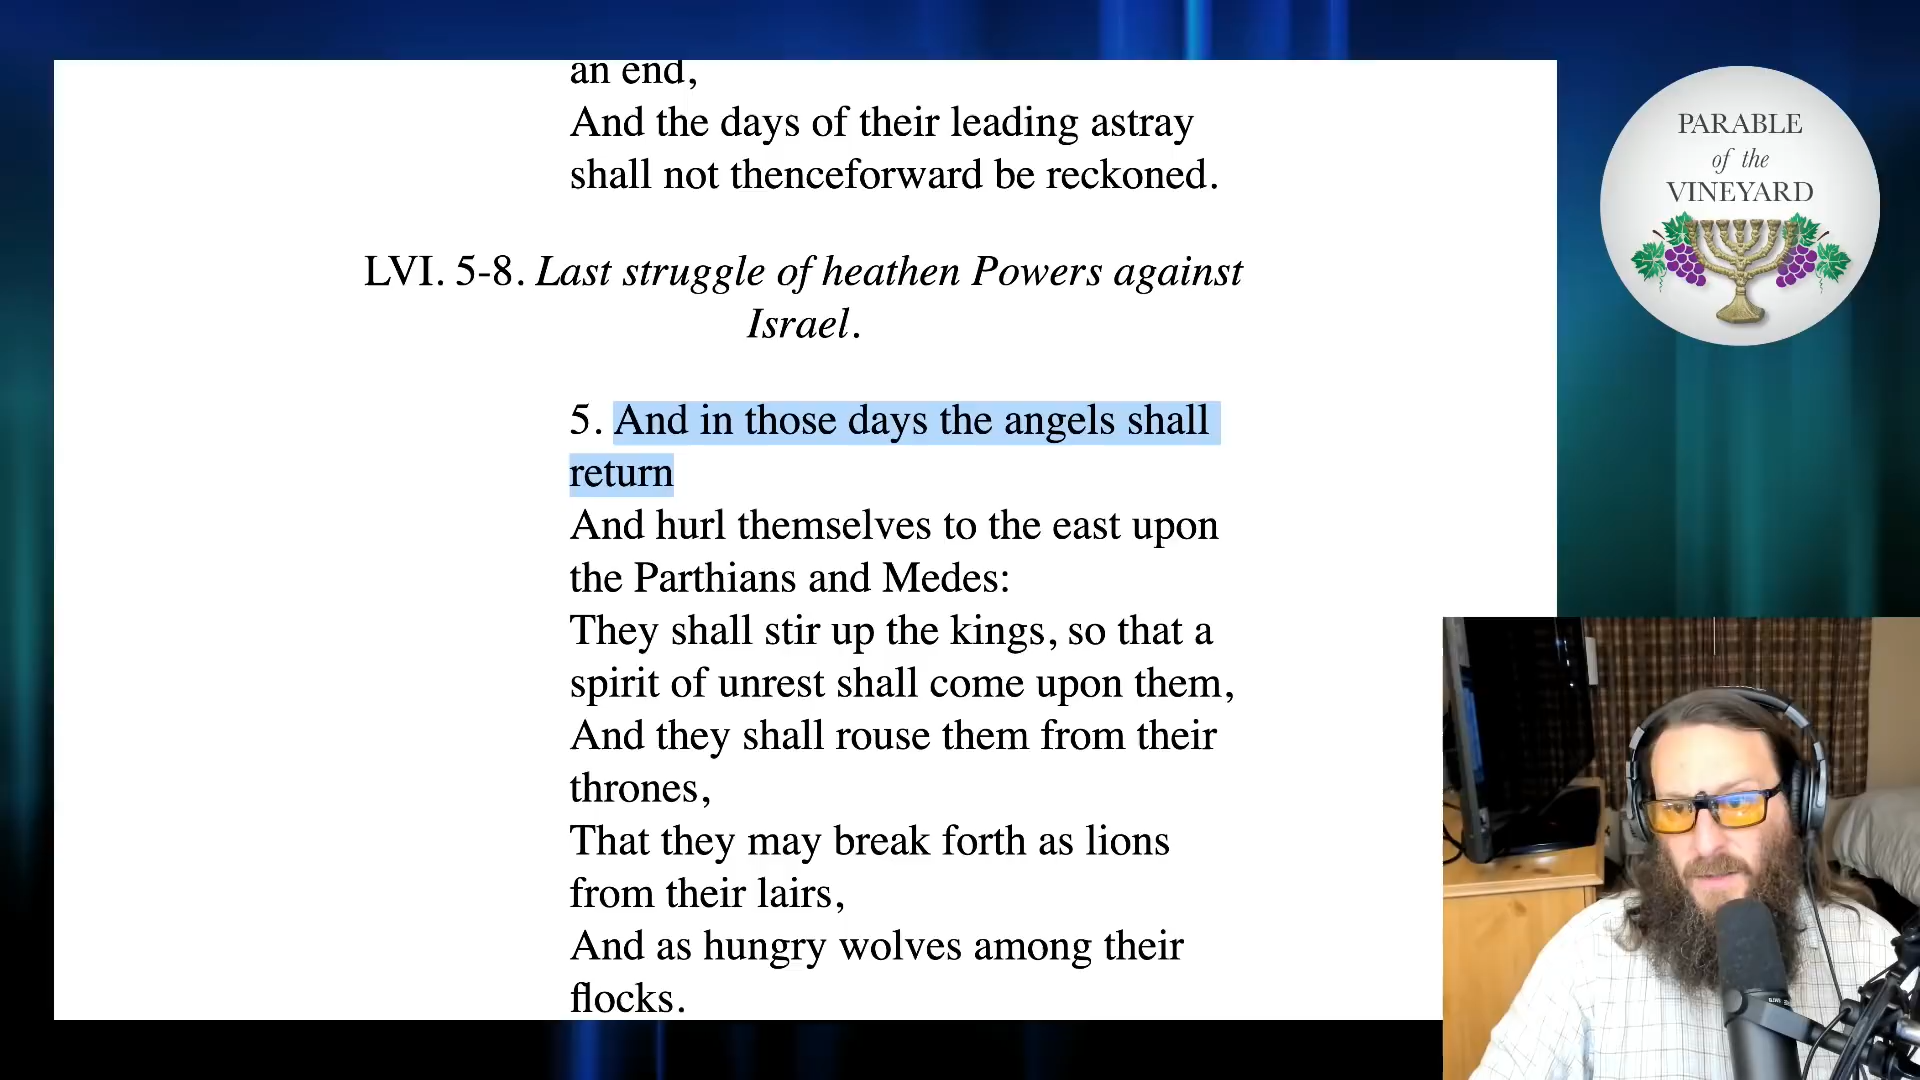 an end,
And the days of their leading astray
shall not thenceforward be reckoned.
LVI. 5-8. Last struggle of heathen Powers against
Israel.
5. And in those days the angels shall
return
And hurl themselves to the east upon
the Parthians and Medes:
They shall stir up the kings, so that a
spirit of unrest shall come upon them,
And they shall rouse them from their
thrones,
That they may break forth as lions
from their lairs,
And as hungry wolves among their
flocks.
PARABLE
of the
VINEYARD